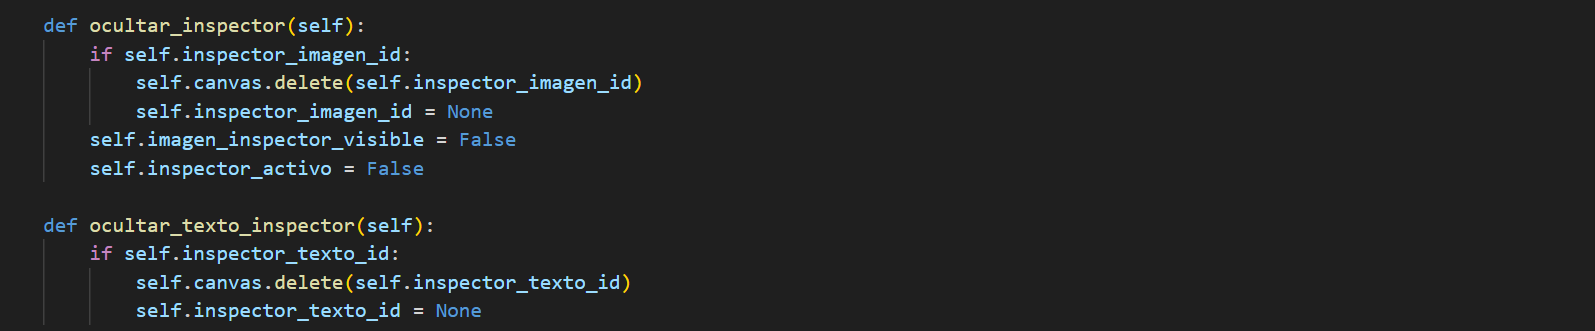 def ocultar_inspector(self):
    if self.inspector_imagen_id:
        self.canvas.delete(self.inspector_imagen_id)
        self.inspector_imagen_id = None
    self.imagen_inspector_visible = False
    self.inspector_activo = False

def ocultar_texto_inspector(self):
    if self.inspector_texto_id:
        self.canvas.delete(self.inspector_texto_id)
        self.inspector_texto_id = None